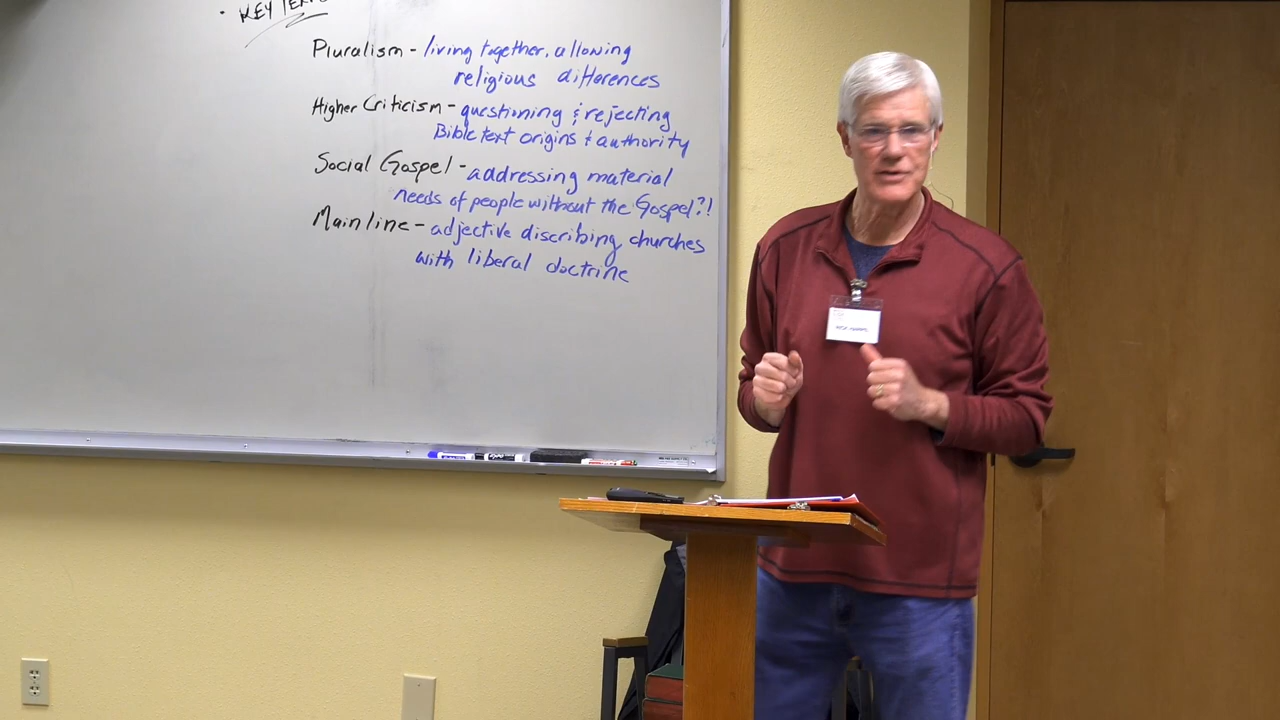 · KEY TERMS
Pluralism - living together, allowing
religious differences
Higher Criticism - questioning & rejecting
Bible text origins & authority
Social Gospel - addressing material
needs of people without the Gospel?!
Mainline - adjective discribing churches
with liberal doctrine